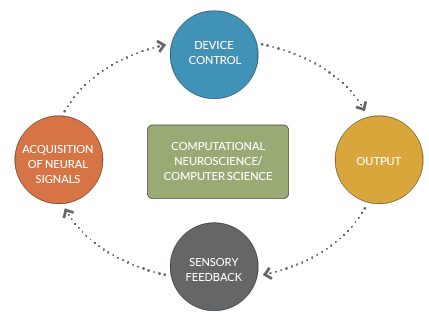 DEVICE
CONTROL
ACQUISITION
OF NEURAL
SIGNALS
COMPUTATIONAL
NEUROSCIENCE/
COMPUTER SCIENCE
OUTPUT
SENSORY
FEEDBACK